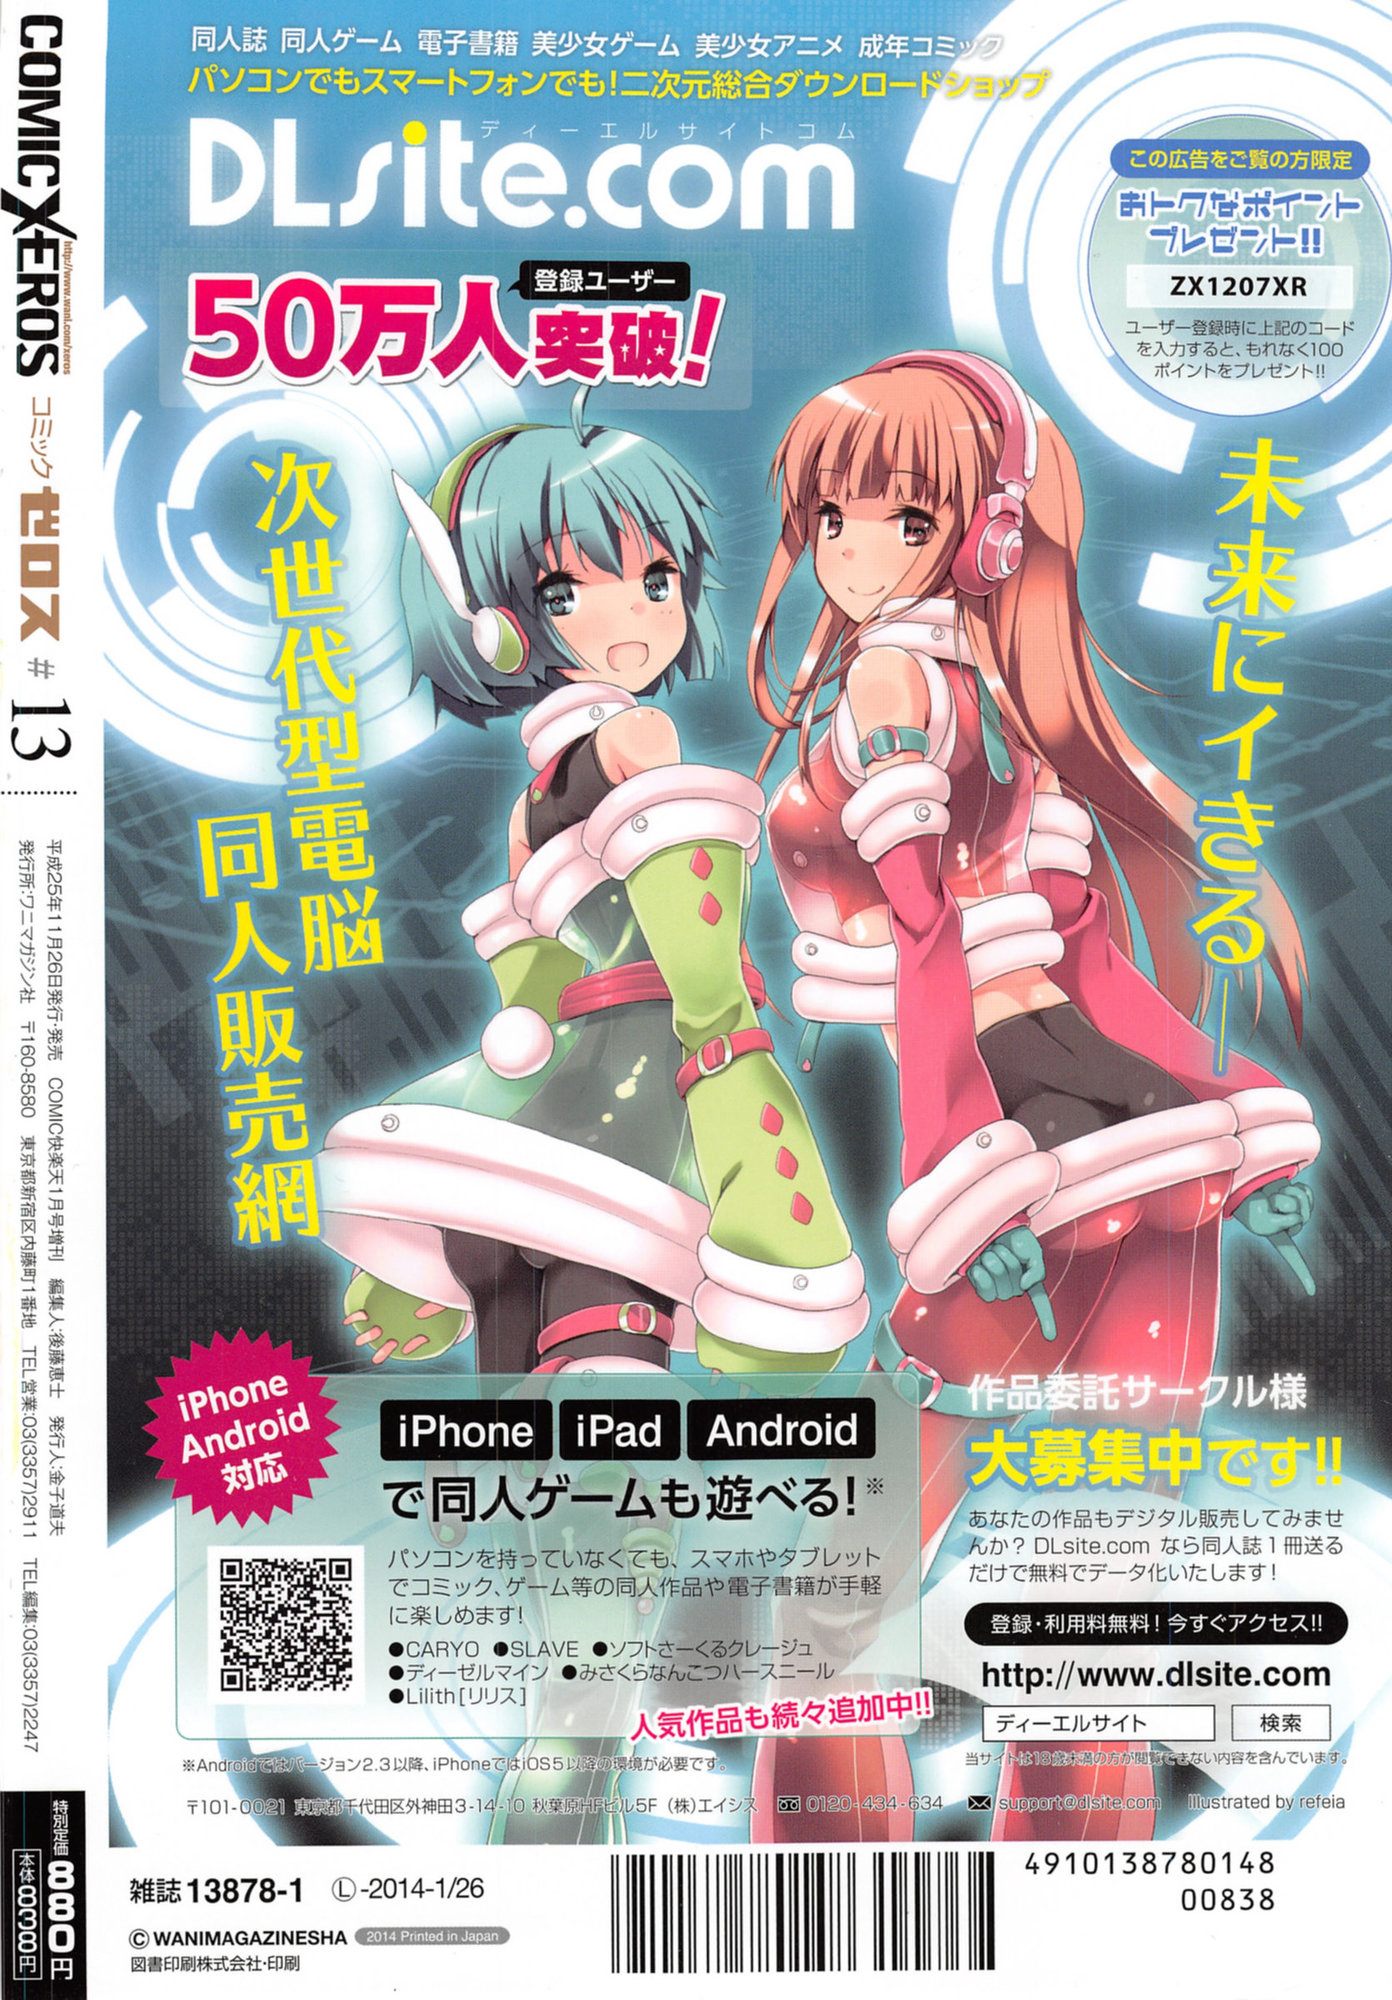 COMIC X-EROS
http://www.wani.com/xeros
コミック ゼロス #13
平成25年11月26日発行・発売 COMIC快楽天1月号増刊 編集人:後藤恵士 発行人:金子道夫
発行所:ワニマガジン社 〒160-8580 東京都新宿区内藤町1番地 TEL営業:03(3357)2911 TEL編集:03(3357)2247
特別定価880円
本体838円
同人誌 同人ゲーム 電子書籍 美少女ゲーム 美少女アニメ 成年コミック
パソコンでもスマートフォンでも!二次元総合ダウンロードショップ
ディーエルサイトコム
DLsite.com
登録ユーザー
50万人突破!
この広告をご覧の方限定
おトクなポイント
プレゼント!!
ZX1207XR
ユーザー登録時に上記のコード
を入力すると、もれなく100
ポイントをプレゼント!!
未来にイきる——
次世代型電脳
同人販売網
iPhone
Android
対応
iPhone iPad Android
で同人ゲームも遊べる!※
パソコンを持っていなくても、スマホやタブレット
でコミック、ゲーム等の同人作品や電子書籍が手軽
に楽しめます!
●CARYO ●SLAVE ●ソフトさーくるクレージュ
●ディーゼルマイン ●みさくらなんこつハースニール
●Lilith[リリス]
人気作品も続々追加中!!
※Androidではバージョン2.3以降、iPhoneではiOS5以降の環境が必要です。
作品委託サークル様
大募集中です!!
あなたの作品もデジタル販売してみませ
んか? DLsite.com なら同人誌1冊送る
だけで無料でデータ化いたします!
登録・利用料無料! 今すぐアクセス!!
http://www.dlsite.com
ディーエルサイト 検索
当サイトは18歳未満の方が閲覧できない内容を含んでいます。
〒101-0021 東京都千代田区外神田3-14-10 秋葉原HFビル5F (株)エイシス 0120-434-634 support@dlsite.com Illustrated by refeia
雑誌 13878-1 Ⓛ-2014-1/26
©WANIMAGAZINESHA 2014 Printed in Japan
図書印刷株式会社・印刷
4910138780148
00838